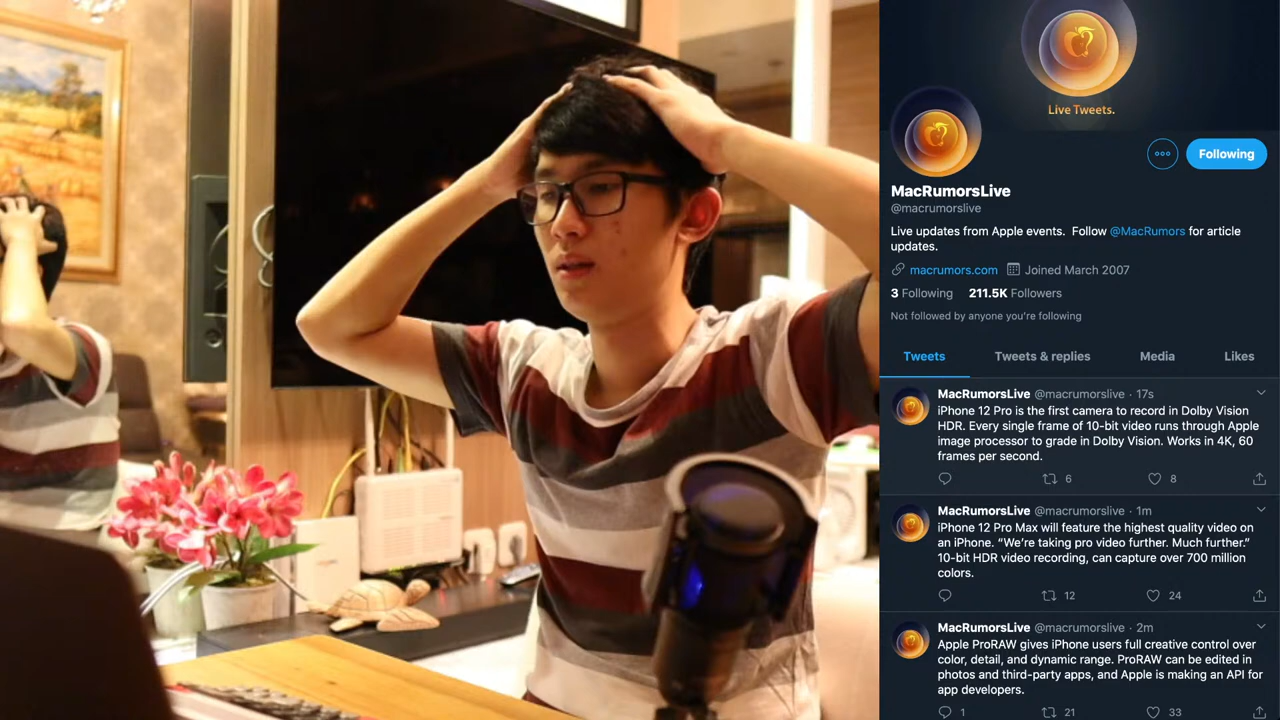 Live Tweets.
Following
MacRumorsLive
@macrumorslive
Live updates from Apple events.  Follow @MacRumors for article
updates.
macrumors.com Joined March 2007
3 Following 211.5K Followers
Not followed by anyone you're following
Tweets Tweets & replies Media Likes
MacRumorsLive @macrumorslive · 17s
iPhone 12 Pro is the first camera to record in Dolby Vision
HDR. Every single frame of 10-bit video runs through Apple
image processor to grade in Dolby Vision. Works in 4K, 60
frames per second.
6 8
MacRumorsLive @macrumorslive · 1m
iPhone 12 Pro Max will feature the highest quality video on
an iPhone. “We’re taking pro video further. Much further.”
10-bit HDR video recording, can capture over 700 million
colors.
12 24
MacRumorsLive @macrumorslive · 2m
Apple ProRAW gives iPhone users full creative control over
color, detail, and dynamic range. ProRAW can be edited in
photos and third-party apps, and Apple is making an API for
app developers.
1 21 33